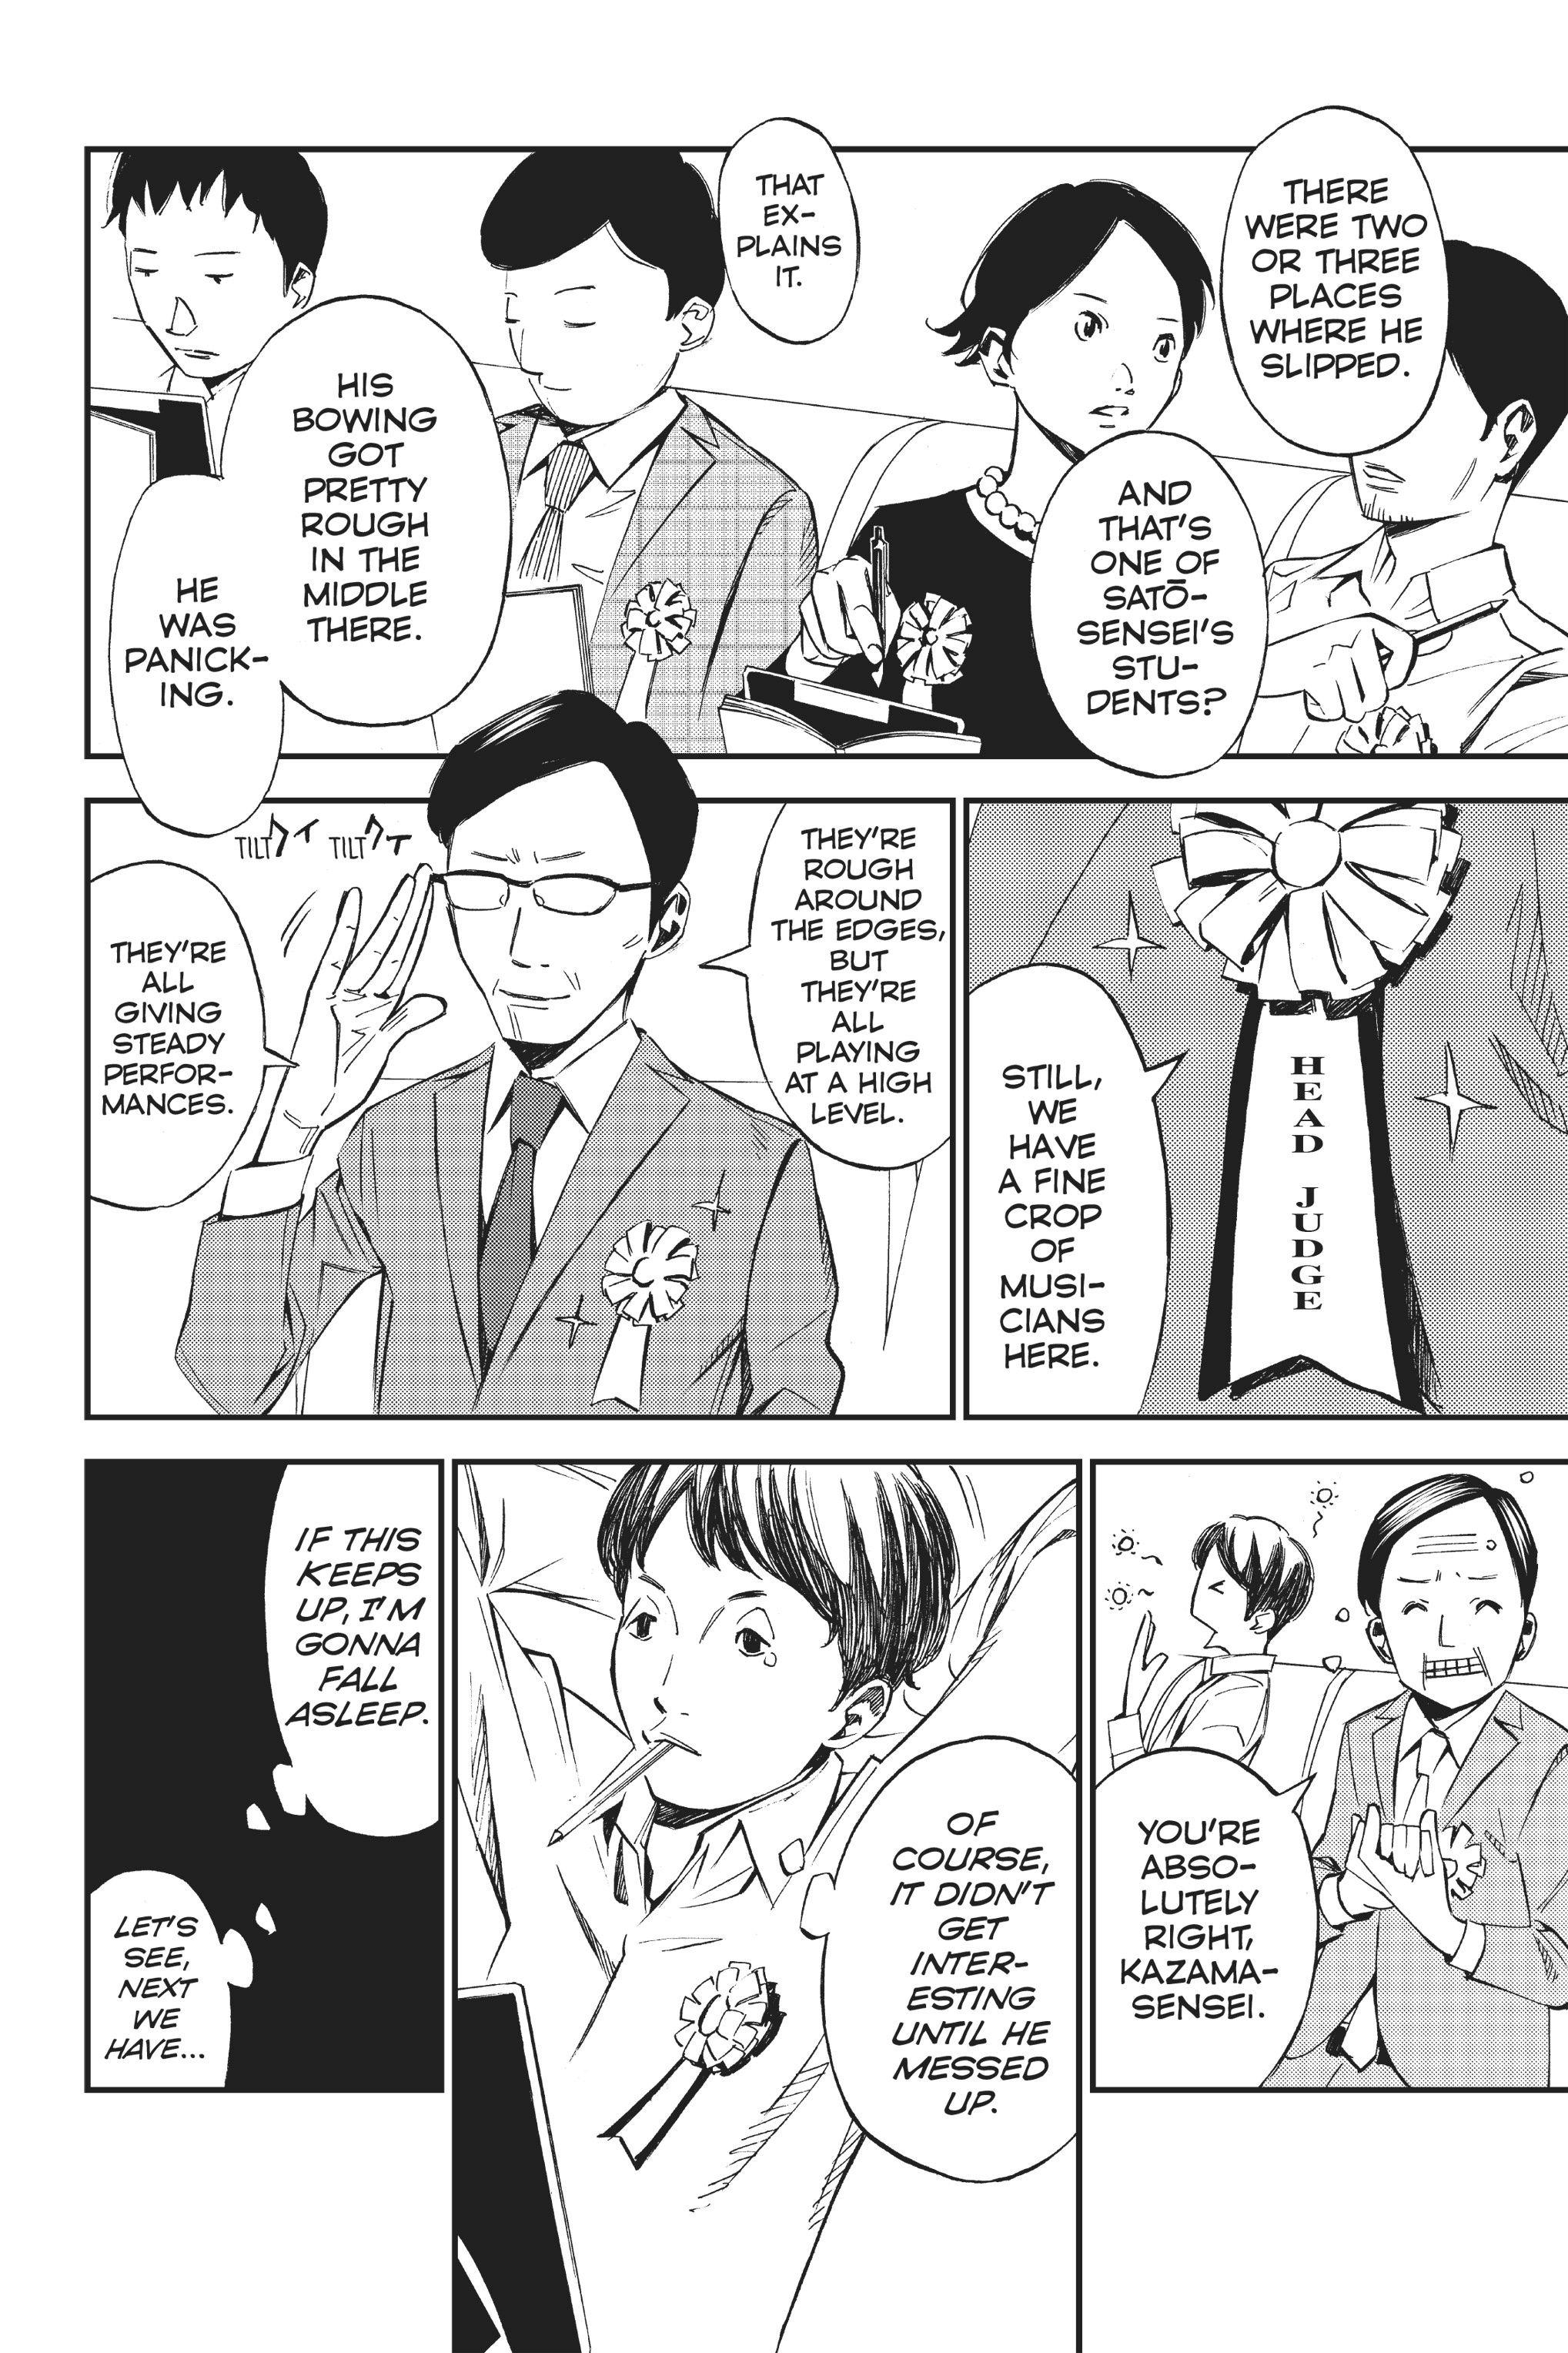 THERE
WERE TWO
OR THREE
PLACES
WHERE HE
SLIPPED.
AND
THAT'S
ONE OF
SATŌ-
SENSEI'S
STU-
DENTS?
THAT
EX-
PLAINS
IT.
HIS
BOWING
GOT
PRETTY
ROUGH
IN THE
MIDDLE
THERE.
HE
WAS
PANICK-
ING.
HEAD JUDGE
STILL,
WE
HAVE
A FINE
CROP
OF
MUSI-
CIANS
HERE.
THEY'RE
ROUGH
AROUND
THE EDGES,
BUT
THEY'RE
ALL
PLAYING
AT A HIGH
LEVEL.
TILT クイ TILT クイ
THEY'RE
ALL
GIVING
STEADY
PERFOR-
MANCES.
YOU'RE
ABSO-
LUTELY
RIGHT,
KAZAMA-
SENSEI.
OF
COURSE,
IT DIDN'T
GET
INTER-
ESTING
UNTIL HE
MESSED
UP.
IF THIS
KEEPS
UP, I'M
GONNA
FALL
ASLEEP.
LET'S
SEE,
NEXT
WE
HAVE...